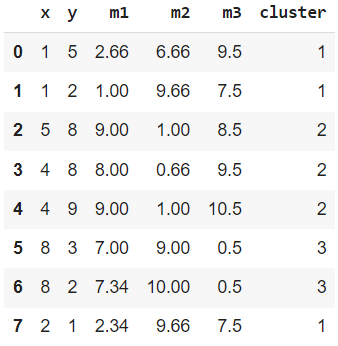 x y m1 m2 m3 cluster
0 1 5 2.66 6.66 9.5 1
1 1 2 1.00 9.66 7.5 1
2 5 8 9.00 1.00 8.5 2
3 4 8 8.00 0.66 9.5 2
4 4 9 9.00 1.00 10.5 2
5 8 3 7.00 9.00 0.5 3
6 8 2 7.34 10.00 0.5 3
7 2 1 2.34 9.66 7.5 1